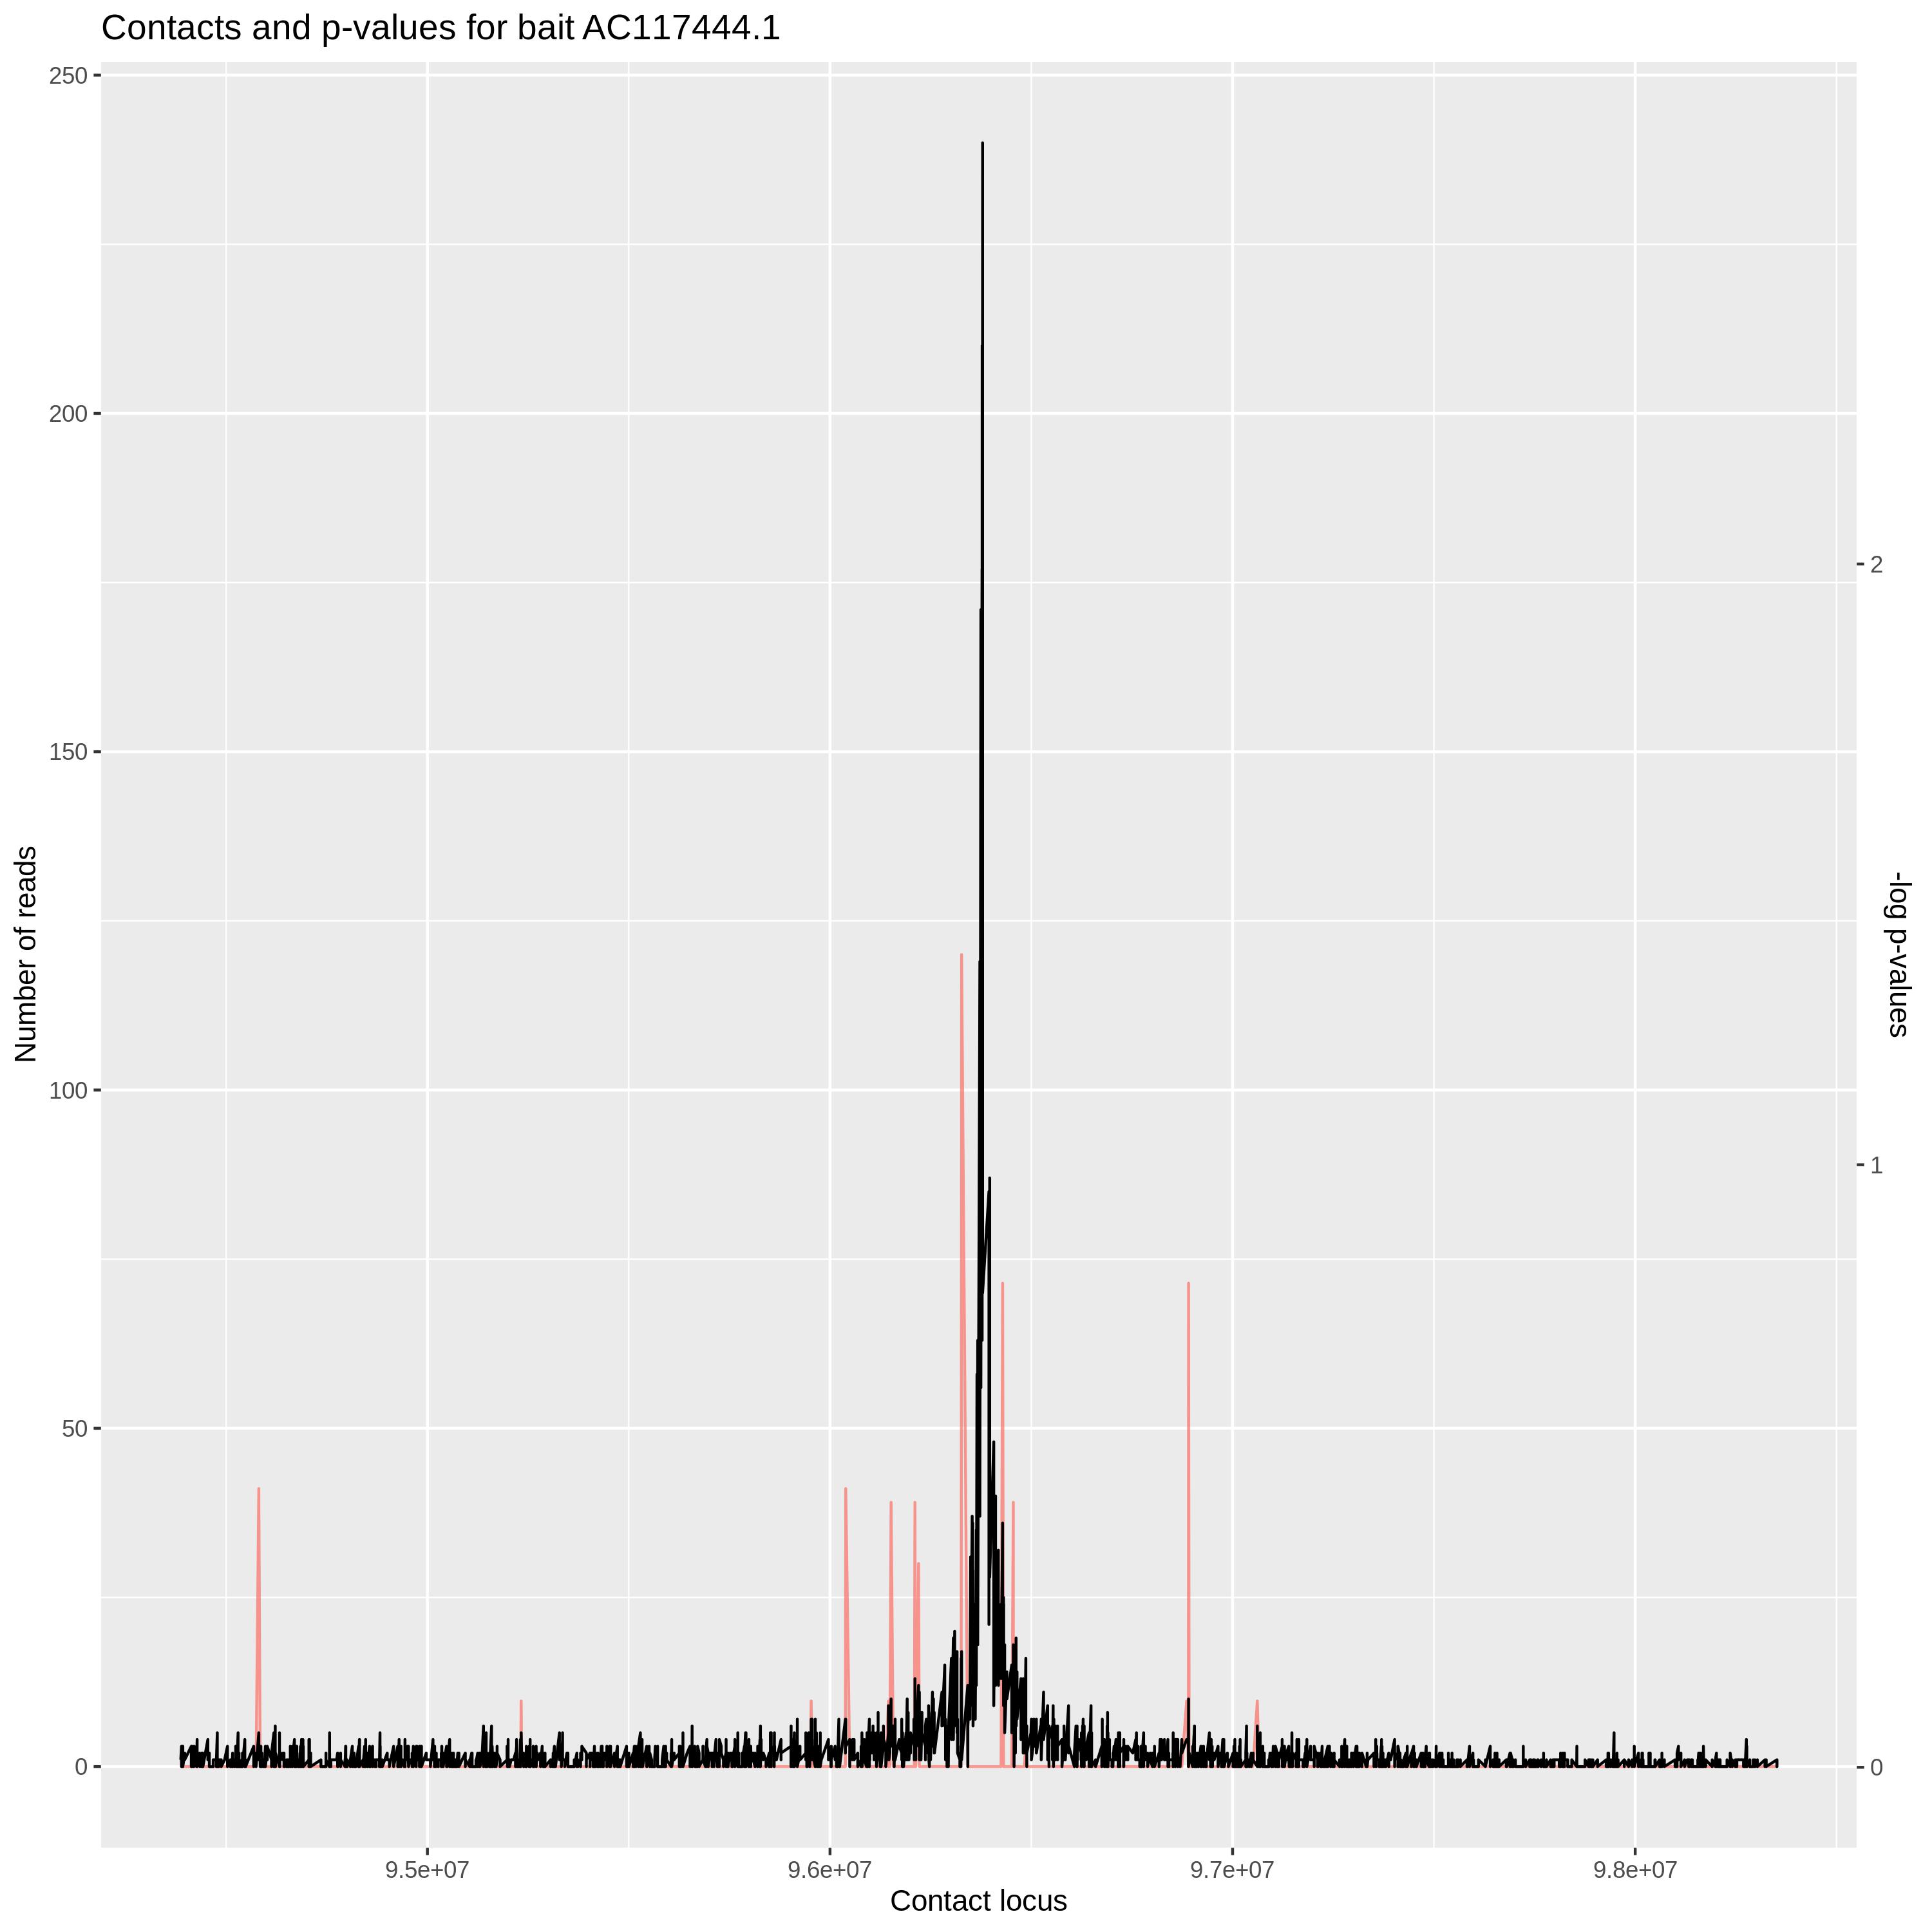 Contacts and p-values for bait AC117444.1
250
200
150
100
50
0
Number of reads
2
1
0
-log p-values
9.5e+07
9.6e+07
9.7e+07
9.8e+07
Contact locus